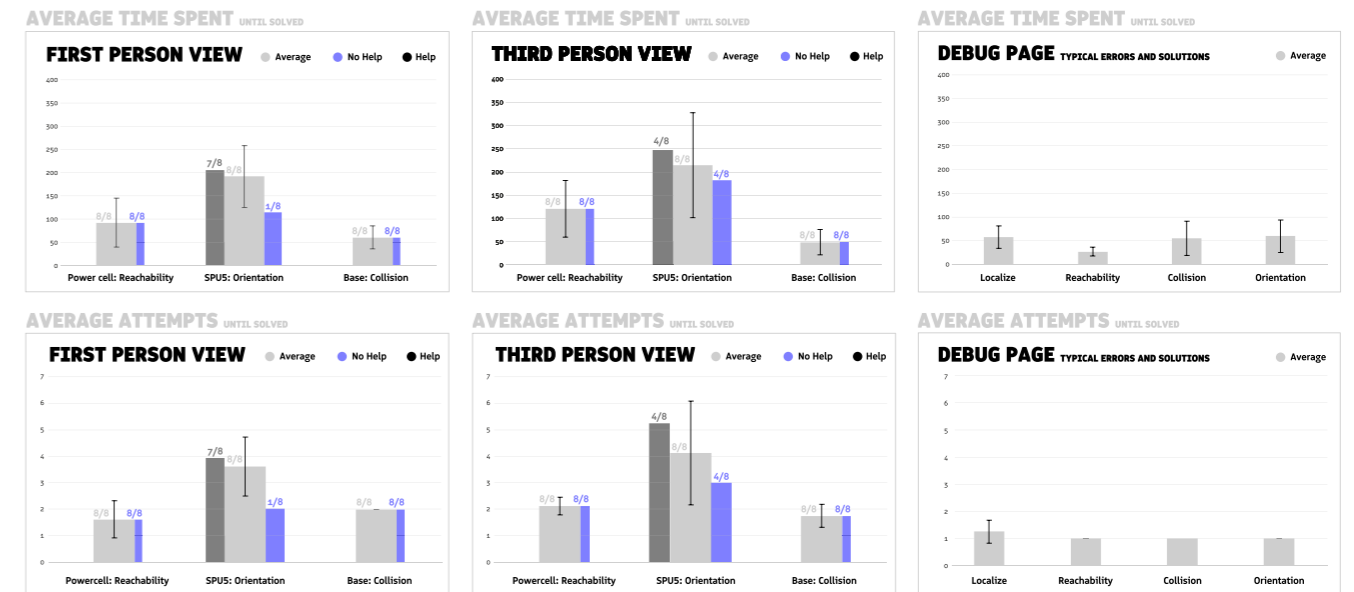 AVERAGE TIME SPENT UNTIL SOLVED
FIRST PERSON VIEW Average No Help Help
400
350
300
250
200
150
100
50
0
8/8 8/8
7/8 8/8 1/8
8/8 8/8
Power cell: Reachability SPU5: Orientation Base: Collision
AVERAGE TIME SPENT UNTIL SOLVED
THIRD PERSON VIEW Average No Help Help
400
350
300
250
200
150
100
50
0
8/8 8/8
4/8 8/8 4/8
8/8 8/8
Power cell: Reachability SPU5: Orientation Base: Collision
AVERAGE TIME SPENT UNTIL SOLVED
DEBUG PAGE TYPICAL ERRORS AND SOLUTIONS Average
400
350
300
250
200
150
100
50
0
Localize Reachability Collision Orientation
AVERAGE ATTEMPTS UNTIL SOLVED
FIRST PERSON VIEW Average No Help Help
7
6
5
4
3
2
1
0
8/8 8/8
7/8 8/8 1/8
8/8 8/8
Powercell: Reachability SPU5: Orientation Base: Collision
AVERAGE ATTEMPTS UNTIL SOLVED
THIRD PERSON VIEW Average No Help Help
7
6
5
4
3
2
1
0
8/8 8/8
4/8 8/8 4/8
8/8 8/8
Powercell: Reachability SPU5: Orientation Base: Collision
AVERAGE ATTEMPTS UNTIL SOLVED
DEBUG PAGE TYPICAL ERRORS AND SOLUTIONS Average
7
6
5
4
3
2
1
0
Localize Reachability Collision Orientation